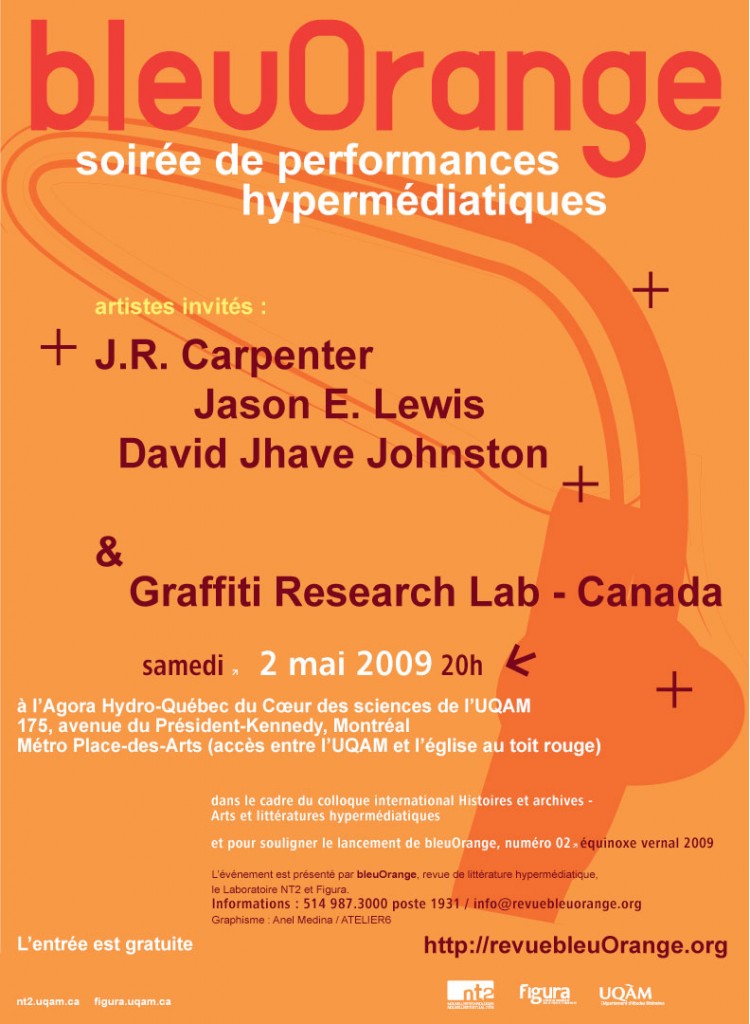 bleuOrange
soirée de performances
hypermédiatiques
artistes invités :
J.R. Carpenter
Jason E. Lewis
David Jhave Johnston
&
Graffiti Research Lab - Canada
samedi 2 mai 2009 20h
à l'Agora Hydro-Québec du Cœur des sciences de l'UQAM
175, avenue du Président-Kennedy, Montréal
Métro Place-des-Arts (accès entre l'UQAM et l'église au toit rouge)
dans le cadre du colloque international Histoires et archives -
Arts et littératures hypermédiatiques
et pour souligner le lancement de bleuOrange, numéro 02 équinoxe vernal 2009
L'événement est présenté par bleuOrange, revue de littérature hypermédiatique,
le Laboratoire NT2 et Figura.
Informations : 514 987.3000 poste 1931 / info@revuebleuorange.org
Graphisme : Anel Medina / ATELIER6
L'entrée est gratuite
http://revuebleuOrange.org
nt2.uqam.ca figura.uqam.ca
nt2 figura UQÀM
Département d'études littéraires